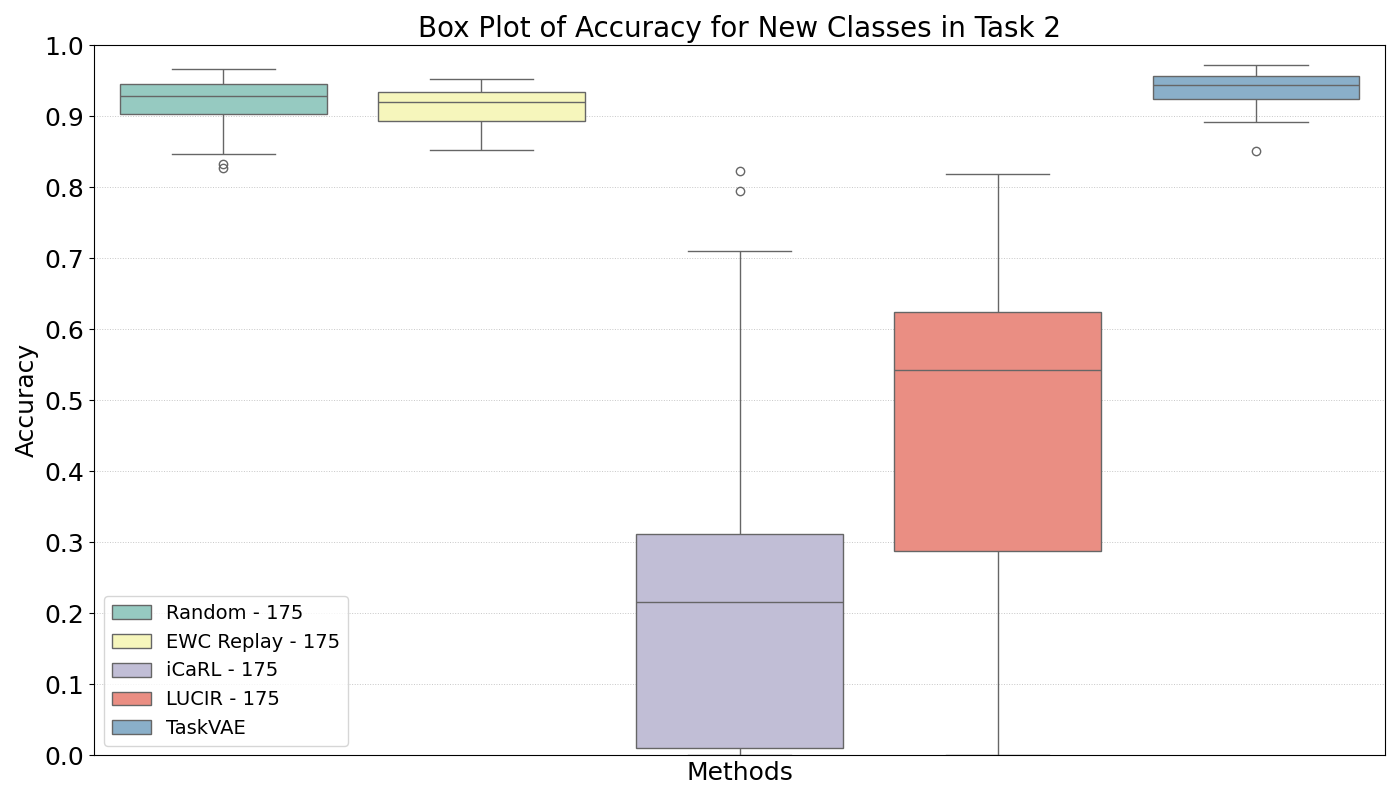 Box Plot of Accuracy for New Classes in Task 2
1.0
0.9
0.8
0.7
0.6
0.5
0.4
0.3
0.2
0.1
0.0
Accuracy
Random - 175
EWC Replay - 175
iCaRL - 175
LUCIR - 175
TaskVAE
Methods